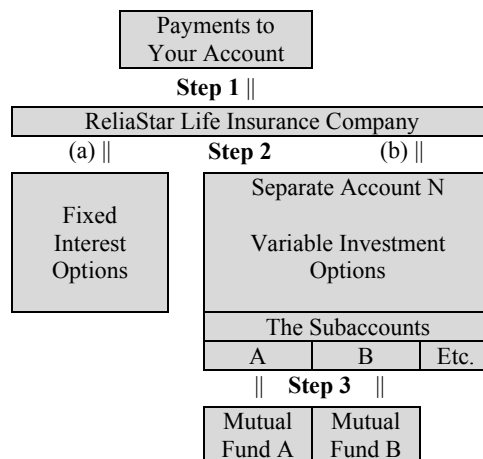 Payments to
Your Account
Step 1 ||
ReliaStar Life Insurance Company
(a) || Step 2 (b) ||
Fixed
Interest
Options
Separate Account N
Variable Investment
Options
The Subaccounts
A B Etc.
|| Step 3 ||
Mutual
Fund A
Mutual
Fund B